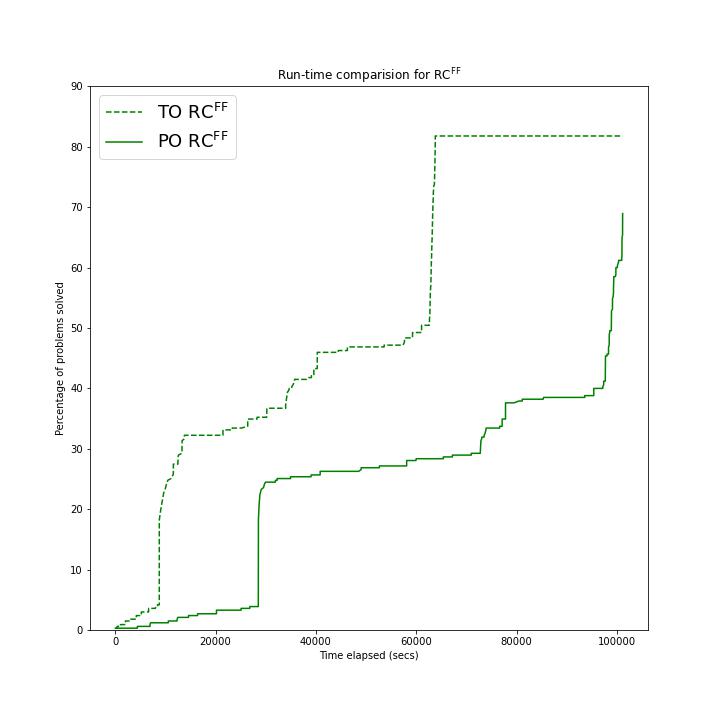 Run-time comparision for RC^FF
TO RC^FF
PO RC^FF
Percentage of problems solved
90
80
70
60
50
40
30
20
10
0
0 20000 40000 60000 80000 100000
Time elapsed (secs)